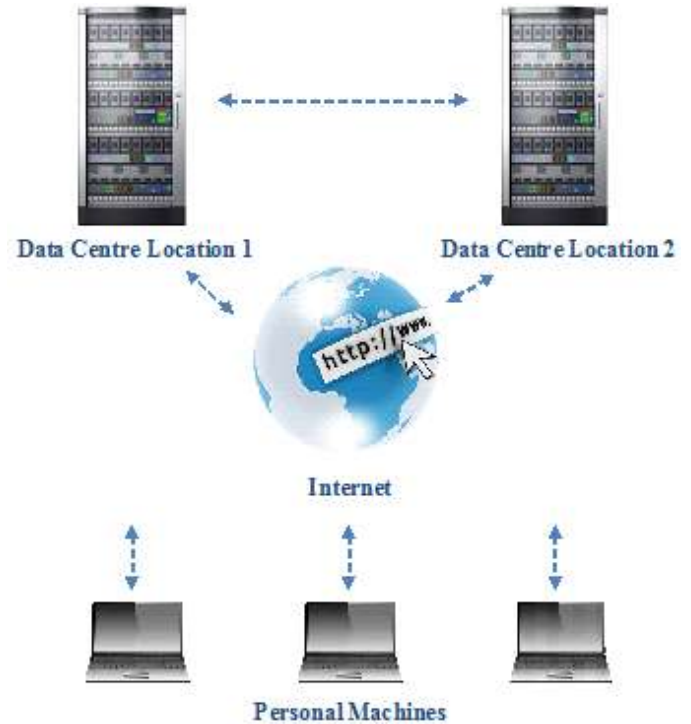 Data Centre Location 1
Data Centre Location 2
http://www.
Internet
Personal Machines